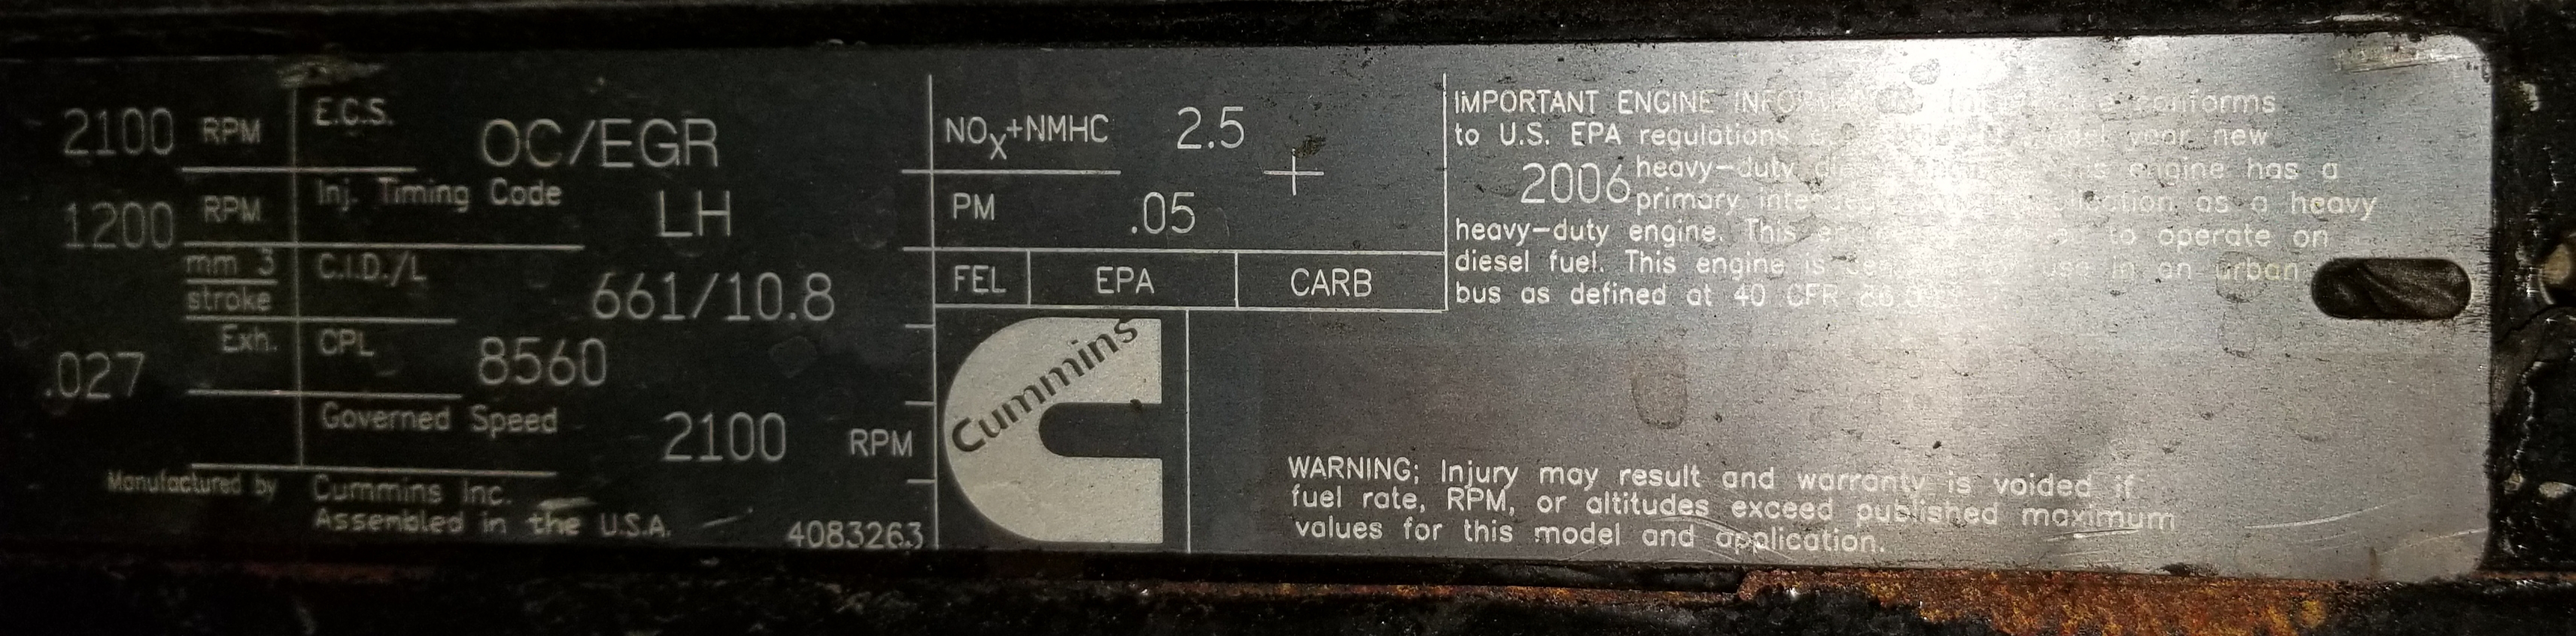 2100 RPM
E.C.S. OC/EGR
1200 RPM
Inj. Timing Code LH
mm 3
stroke
C.I.D./L 661/10.8
.027 Exh.
CPL 8560
Governed Speed 2100 RPM
Manufactured by Cummins Inc.
Assembled in the U.S.A. 4083263
NOX+NMHC 2.5
+
PM .05
FEL EPA CARB
Cummins
IMPORTANT ENGINE conforms
to U.S. EPA regulations year new
2006 heavy-duty engine has a
primary as a heavy
heavy-duty engine. This to operate on
diesel fuel. This engine is use in an urban
bus as defined at 40 CFR
WARNING; Injury may result and warranty is voided if
fuel rate, RPM, or altitudes exceed published maximum
values for this model and application.